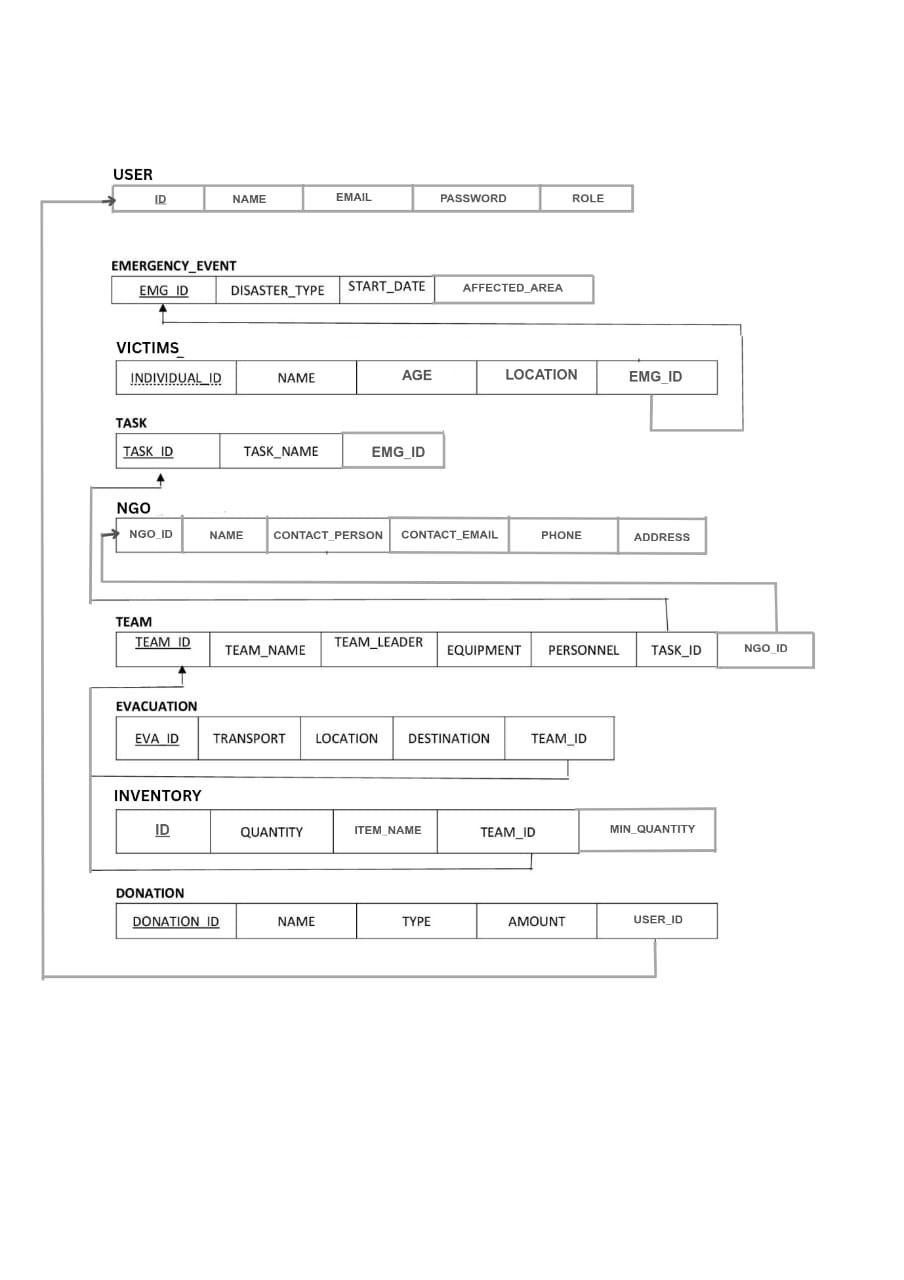 USER
ID NAME EMAIL PASSWORD ROLE
EMERGENCY_EVENT
EMG_ID DISASTER_TYPE START_DATE AFFECTED_AREA
VICTIMS_
INDIVIDUAL_ID NAME AGE LOCATION EMG_ID
TASK
TASK_ID TASK_NAME EMG_ID
NGO
NGO_ID NAME CONTACT_PERSON CONTACT_EMAIL PHONE ADDRESS
TEAM
TEAM_ID TEAM_NAME TEAM_LEADER EQUIPMENT PERSONNEL TASK_ID NGO_ID
EVACUATION
EVA_ID TRANSPORT LOCATION DESTINATION TEAM_ID
INVENTORY
ID QUANTITY ITEM_NAME TEAM_ID MIN_QUANTITY
DONATION
DONATION_ID NAME TYPE AMOUNT USER_ID